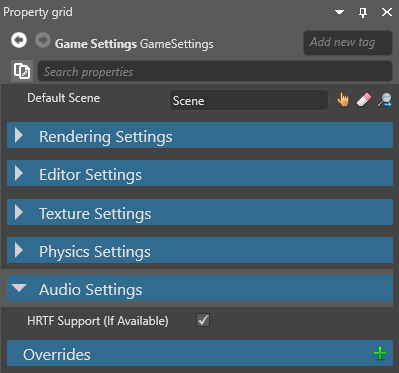 Property grid
Game Settings GameSettings
Add new tag
Search properties
Default Scene
Scene
Rendering Settings
Editor Settings
Texture Settings
Physics Settings
Audio Settings
HRTF Support (If Available)
Overrides